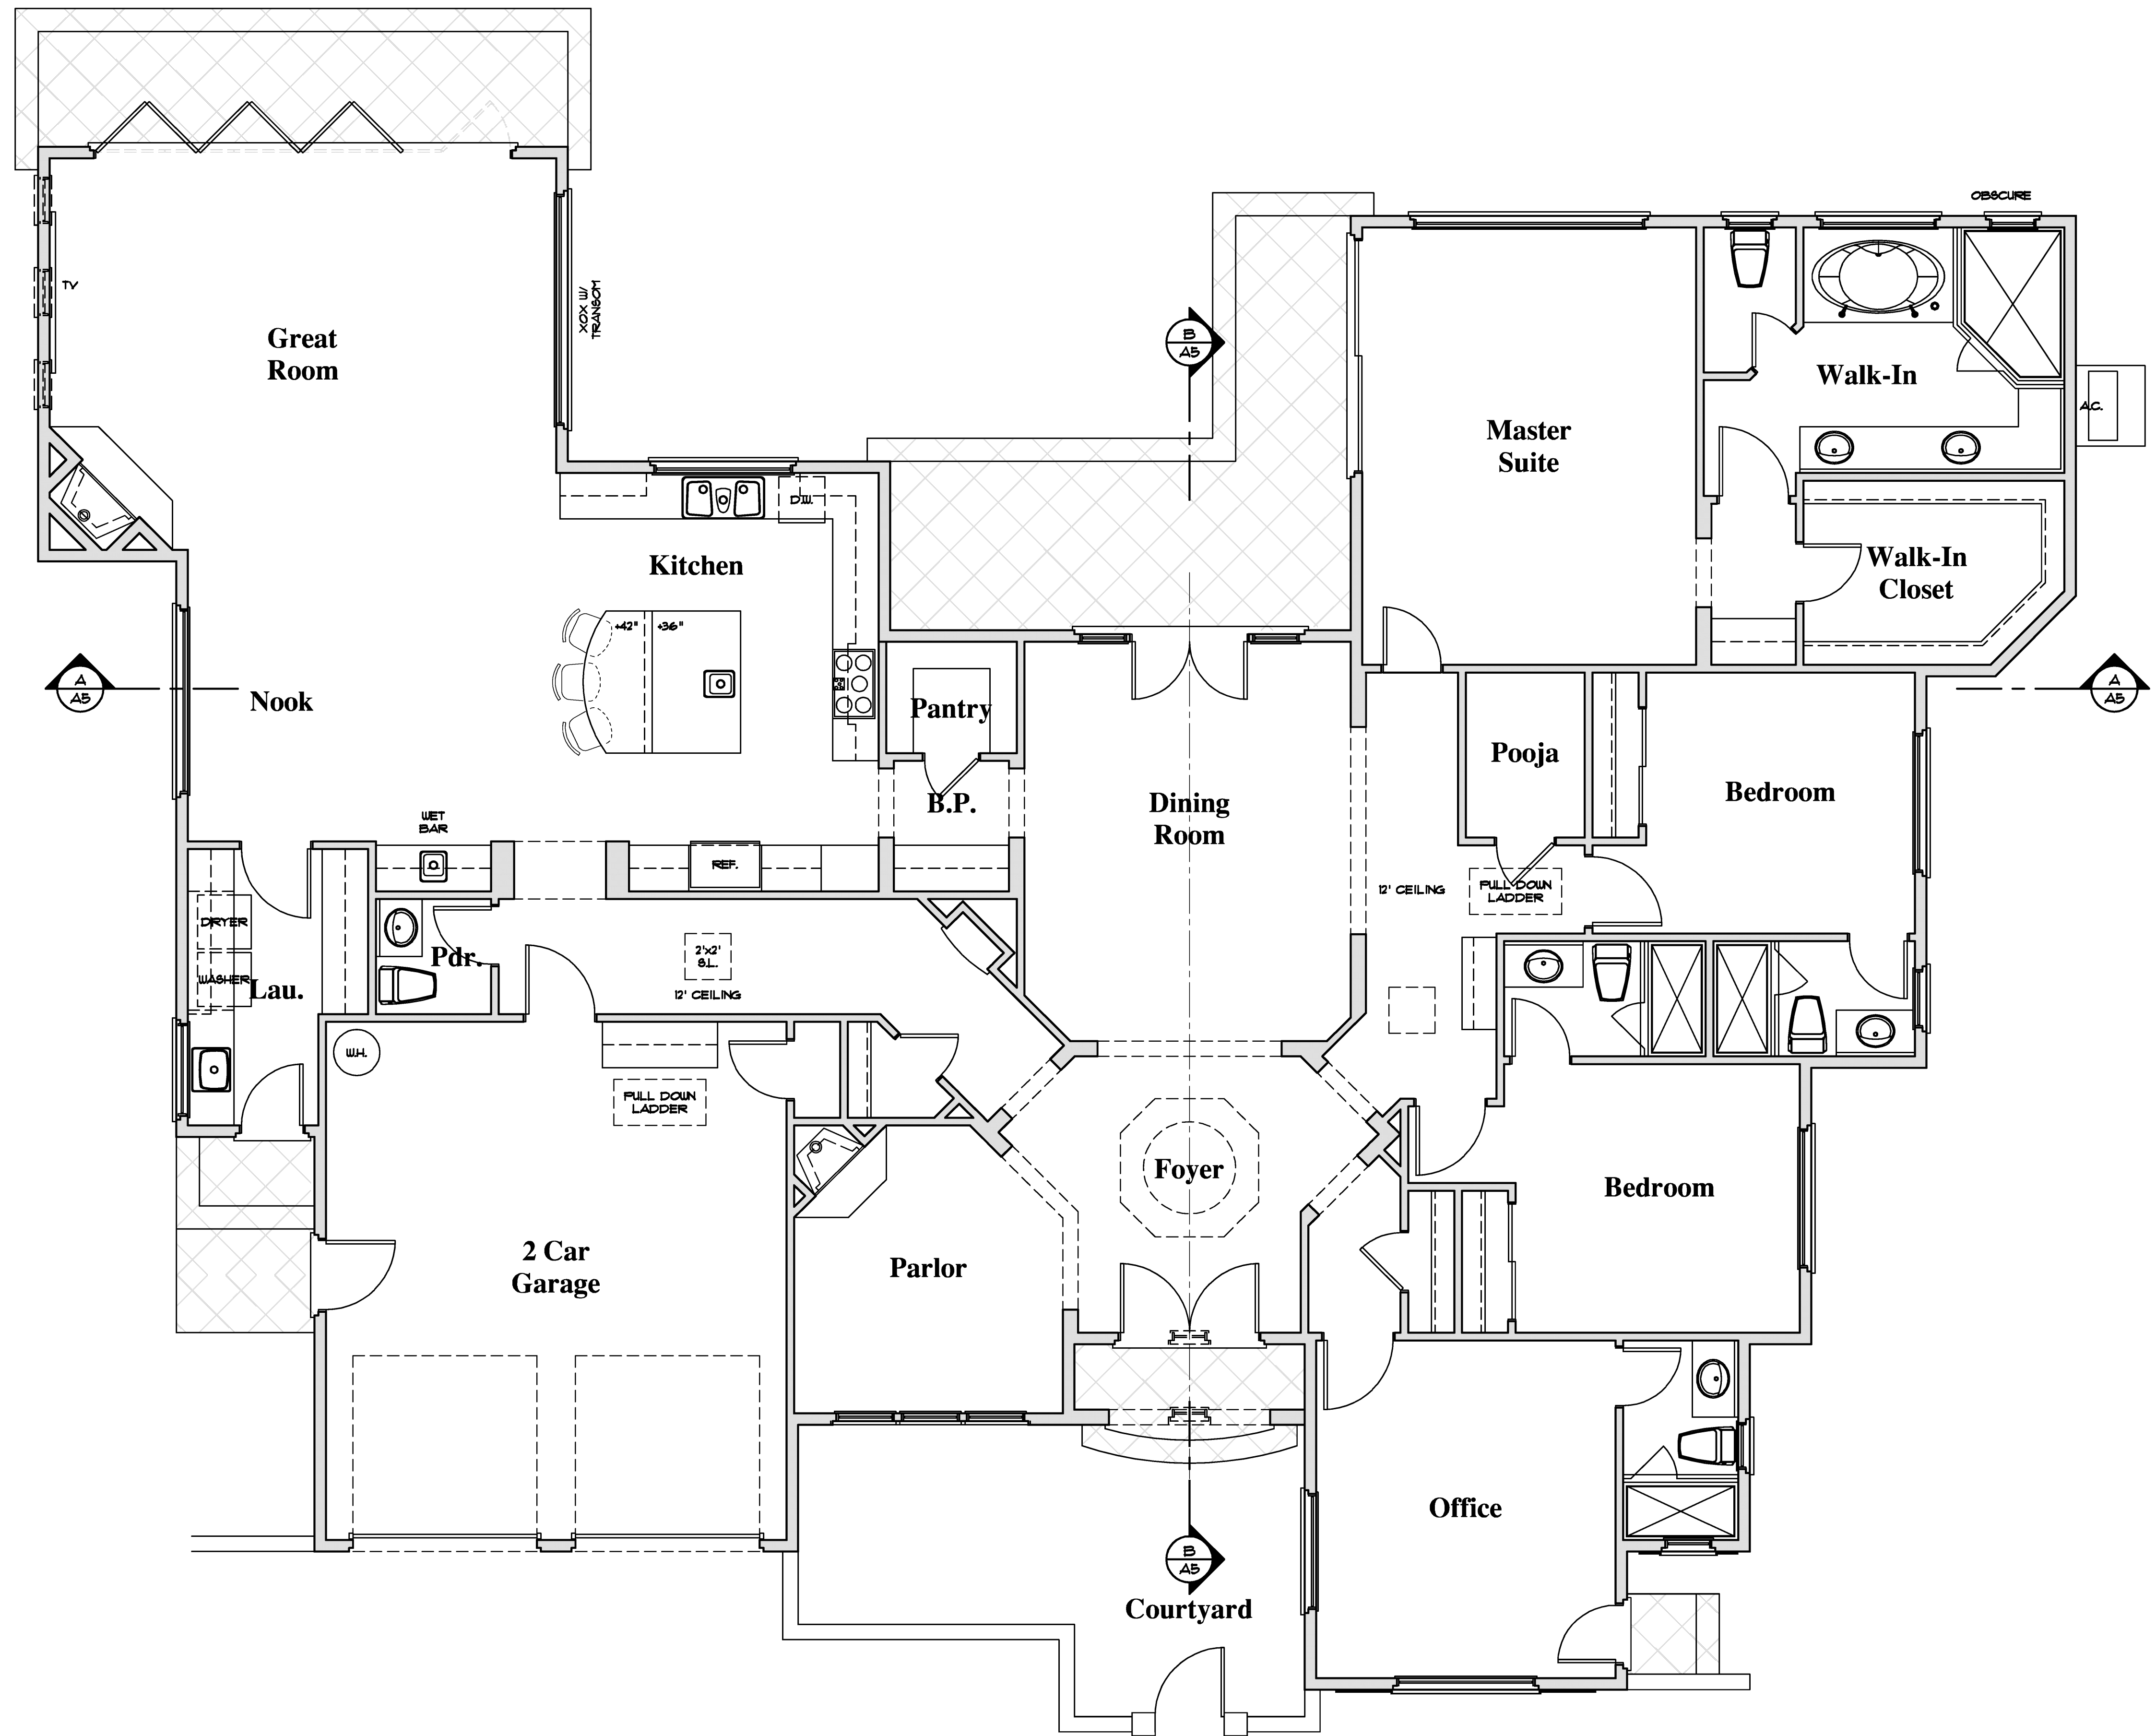 OBSCURE
TV
XOX W/
TRANSOM
Great
Room
B
A5
Walk-In
A.C.
Master
Suite
D.W.
Kitchen
Walk-In
Closet
+42" +36"
A
A5
Nook
Pantry
Pooja
A
A5
Bedroom
B.P.
Dining
Room
WET
BAR
REF.
12' CEILING
PULL DOWN
LADDER
DRYER
WASHER
Lau.
Pdr.
2'x2'
S.L.
12' CEILING
W.H.
PULL DOWN
LADDER
Foyer
Bedroom
2 Car
Garage
Parlor
Office
B
A5
Courtyard